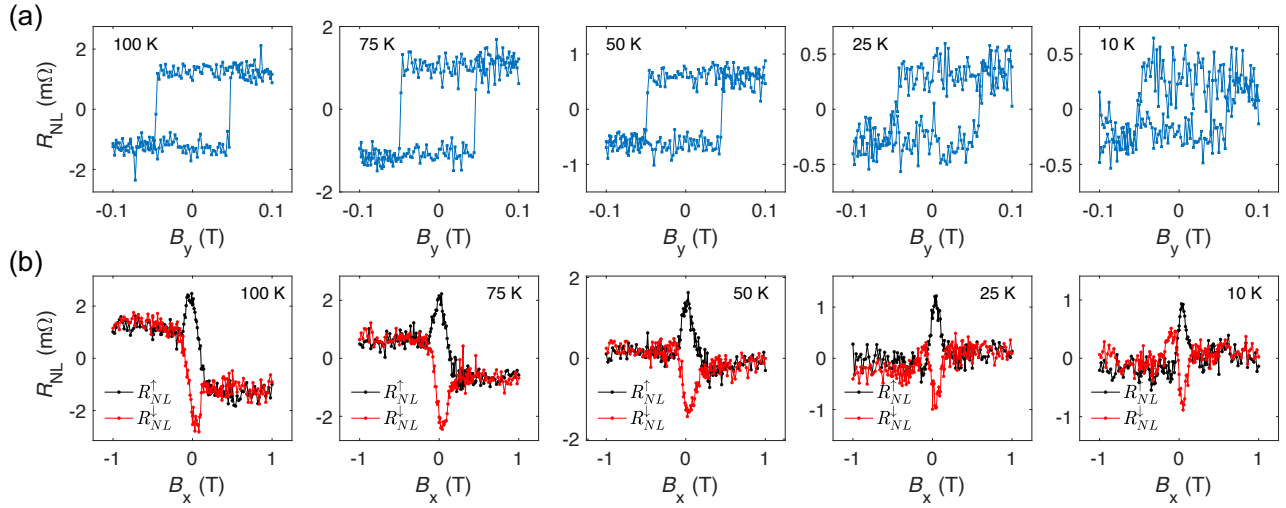 (a)
R_NL (mΩ)
100 K
2
0
-2
-0.1
0
0.1
B_y (T)
75 K
2
0
-2
-0.1
0
0.1
B_y (T)
50 K
1
0
-1
-0.1
0
0.1
B_y (T)
25 K
0.5
0
-0.5
-0.1
0
0.1
B_y (T)
10 K
0.5
0
-0.5
-0.1
0
0.1
B_y (T)
(b)
R_NL (mΩ)
100 K
2
0
-2
R↑_NL
R↓_NL
-1
0
1
B_x (T)
75 K
2
0
-2
R↑_NL
R↓_NL
-1
0
1
B_x (T)
50 K
2
0
-2
R↑_NL
R↓_NL
-1
0
1
B_x (T)
25 K
1
0
-1
R↑_NL
R↓_NL
-1
0
1
B_x (T)
10 K
1
0
-1
R↑_NL
R↓_NL
-1
0
1
B_x (T)